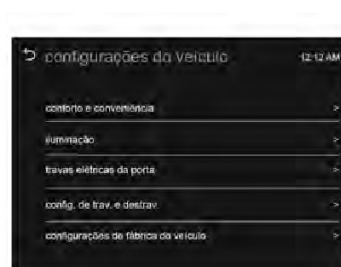 configurações do veículo 12:12 AM
conforto e conveniência >
iluminação >
travas elétricas da porta >
config. de trav. e destrav. >
configurações de fábrica do veículo >